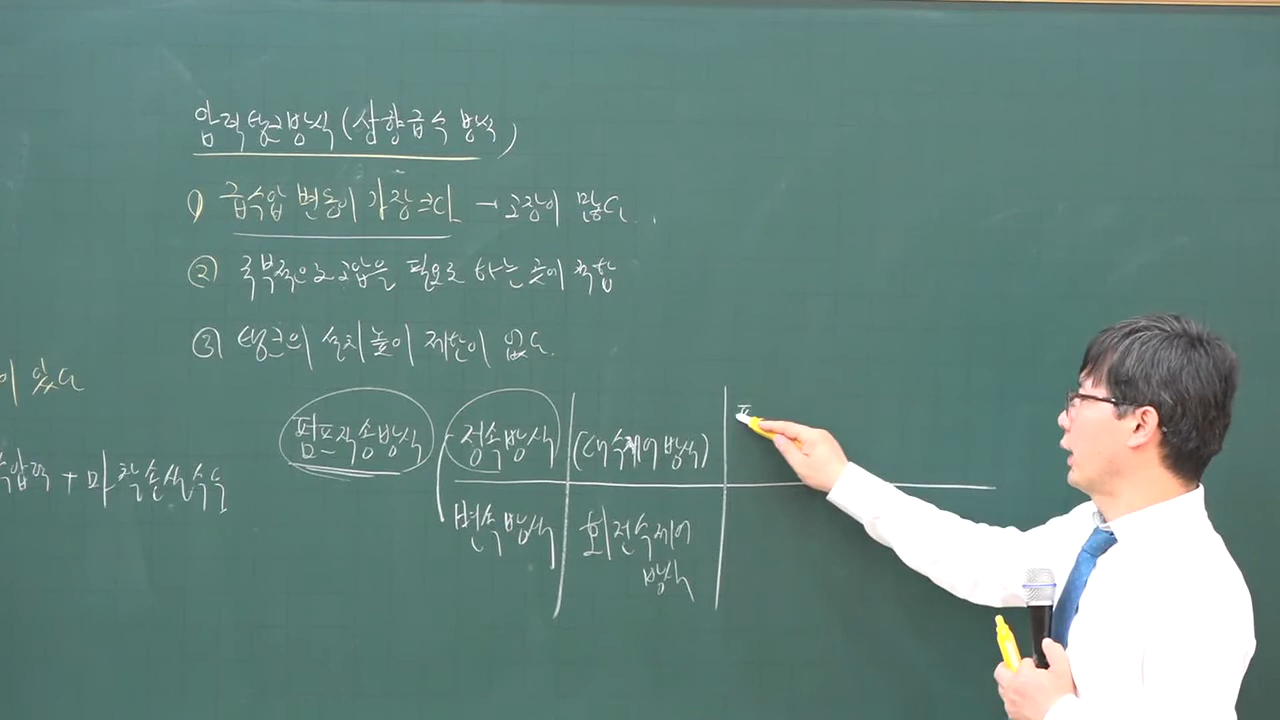 압력탱크방식(상향급수 방식)
1) 급수압 변동이 가장 크다 → 고장이 많다.
② 국부적으로 고압을 필요로 하는 곳에 적합
③ 탱크의 설치높이 제한이 없다.
이 있다
압력 + 마찰손실수두
펌프직송방식
정속방식 (대수제어 방식)
변속방식 회전속제어
방식